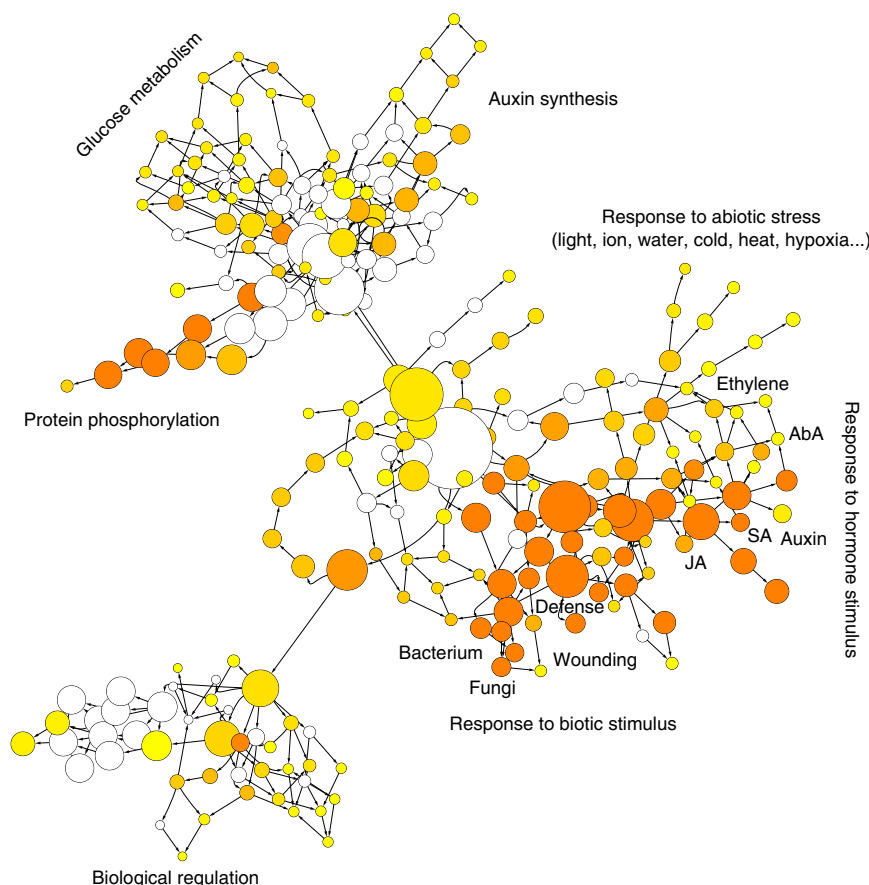 Glucose metabolism
Auxin synthesis
Response to abiotic stress
(light, ion, water, cold, heat, hypoxia...)
Protein phosphorylation
Ethylene
AbA
Response to hormone stimulus
SA
Auxin
JA
Defense
Bacterium
Wounding
Fungi
Response to biotic stimulus
Biological regulation